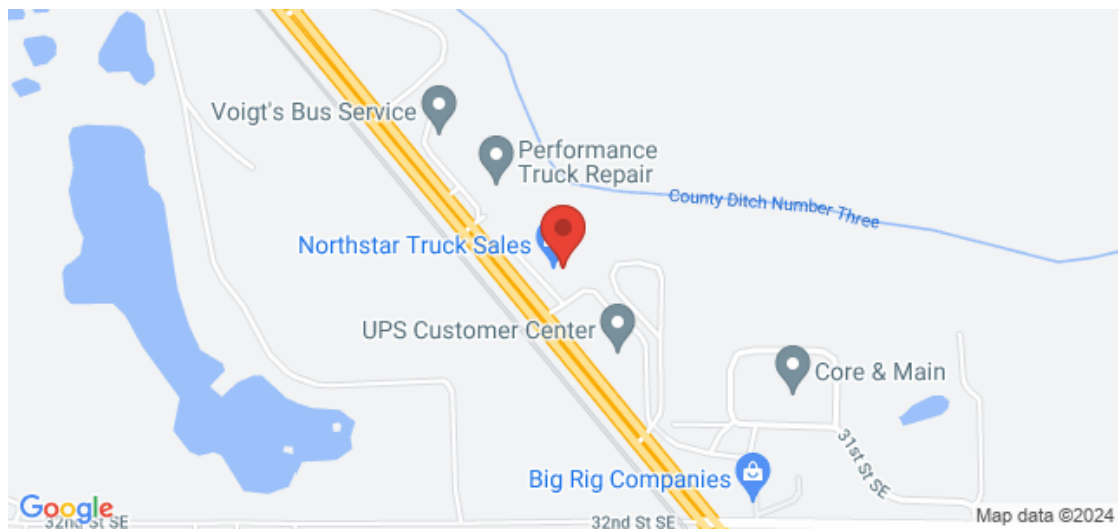 Voigt's Bus Service
Performance
Truck Repair
County Ditch Number Three
Northstar Truck Sales
UPS Customer Center
Core & Main
31st St SE
Big Rig Companies
Google
32nd St SE
32nd St SE
Map data ©2024